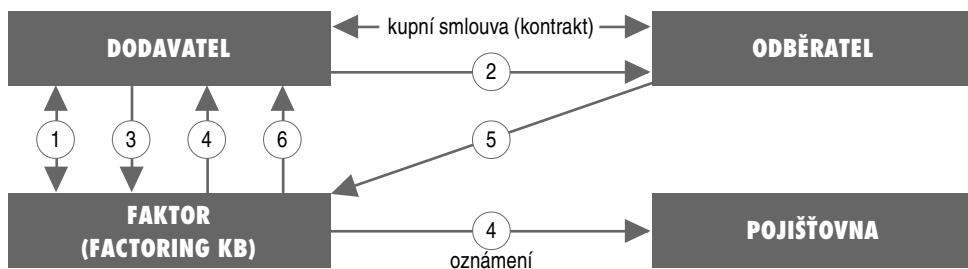 kupní smlouva (kontrakt)
DODAVATEL
ODBĚRATEL
2
1
3
4
6
5
FAKTOR
(FACTORING KB)
4
oznámení
POJIŠŤOVNA